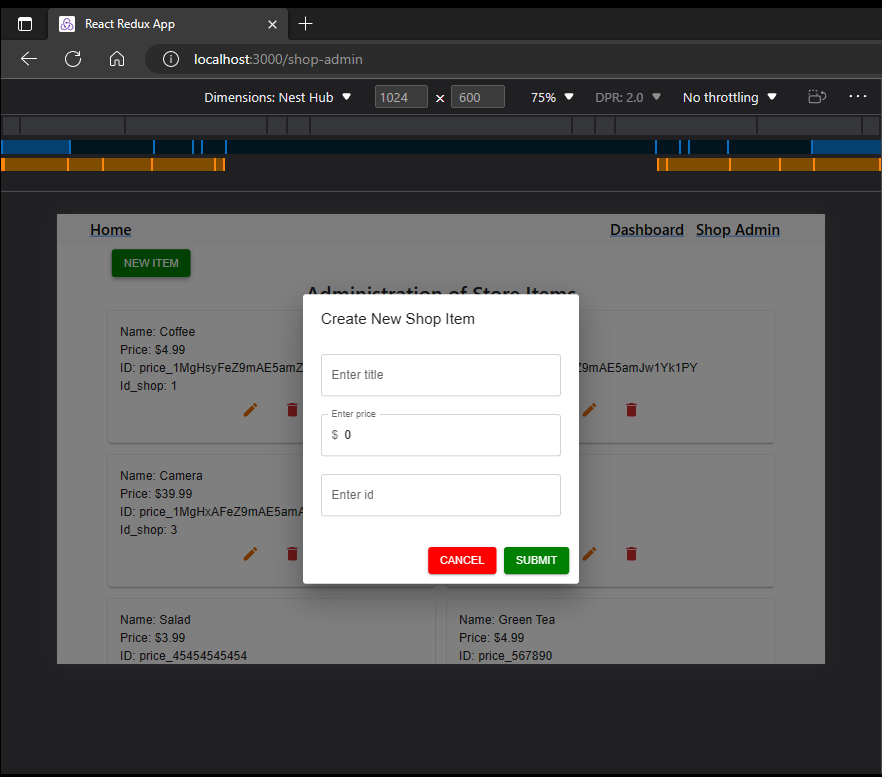 React Redux App
localhost:3000/shop-admin
Dimensions: Nest Hub 1024 × 600 75% DPR: 2.0 No throttling
Home Dashboard Shop Admin
NEW ITEM
Administration of Store Items
Create New Shop Item
Enter title
Enter price
$ 0
Enter id
CANCEL SUBMIT
Name: Coffee
Price: $4.99
ID: price_1MgHsyFeZ9mAE5amZ
Id_shop: 1
Z9mAE5amJw1Yk1PY
Name: Camera
Price: $39.99
ID: price_1MgHxAFeZ9mAE5amA
Id_shop: 3
Name: Salad
Price: $3.99
ID: price_45454545454
Name: Green Tea
Price: $4.99
ID: price_567890